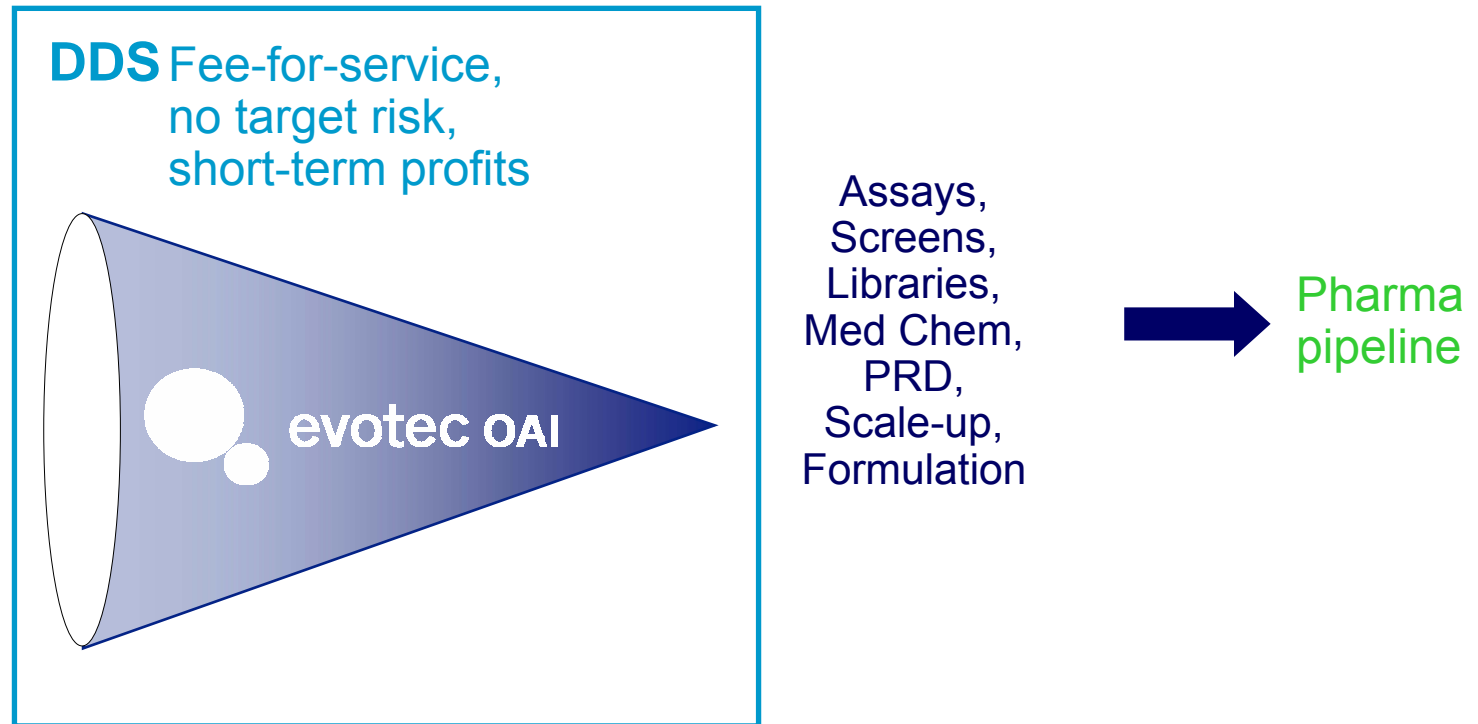 DDS Fee-for-service,
no target risk,
short-term profits
evotec OAI
Assays,
Screens,
Libraries,
Med Chem,
PRD,
Scale-up,
Formulation
Pharma
pipeline